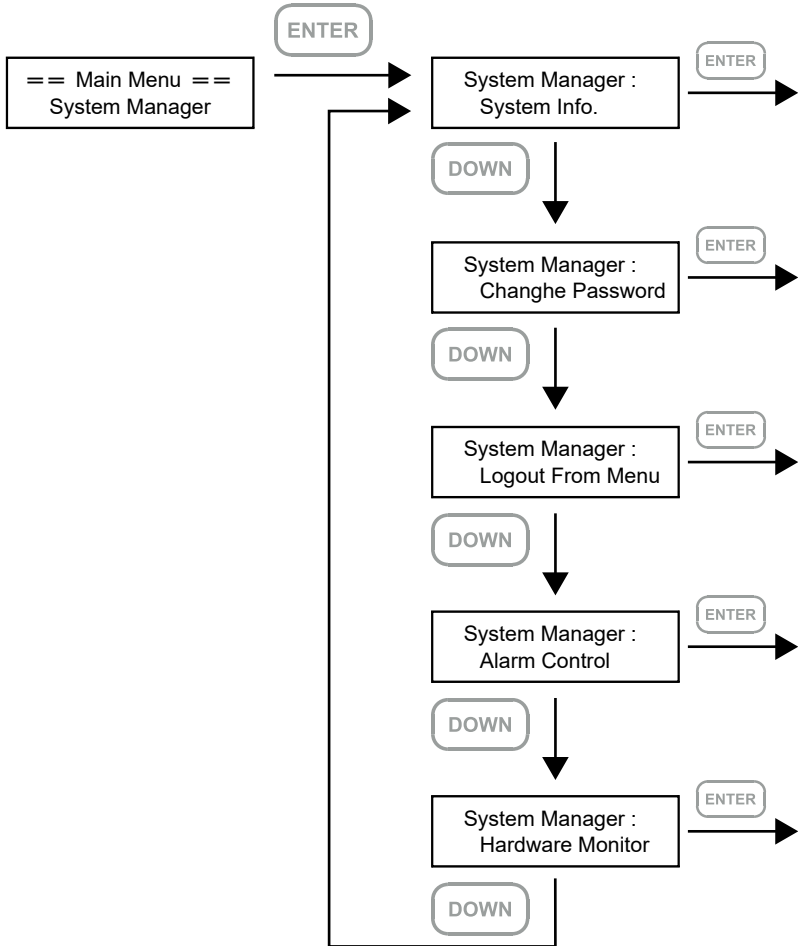 ENTER
== Main Menu ==
System Manager
System Manager :
System Info.
ENTER
DOWN
System Manager :
Changhe Password
ENTER
DOWN
System Manager :
Logout From Menu
ENTER
DOWN
System Manager :
Alarm Control
ENTER
DOWN
System Manager :
Hardware Monitor
ENTER
DOWN